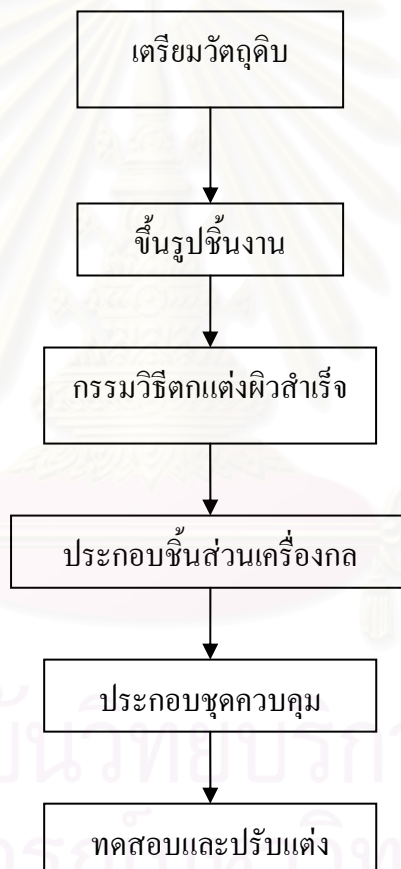 เตรียมวัตถุดิบ
ขึ้นรูปชิ้นงาน
กรรมวิธีตกแต่งผิวสำเร็จ
ประกอบชิ้นส่วนเครื่องกล
ประกอบชุดควบคุม
ทดสอบและปรับแต่ง